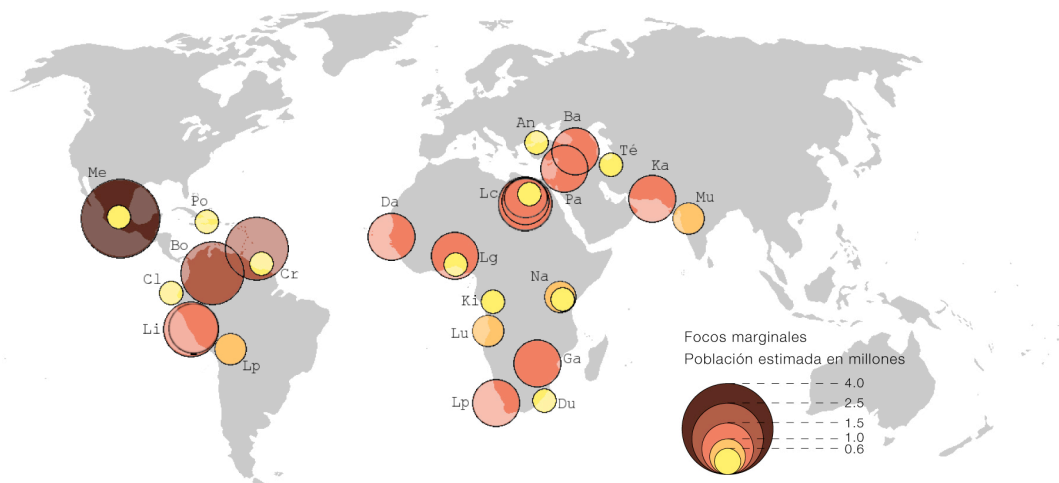 An
Ba
Té
Me
Lc
Ka
Po
Da
Pa
Mu
Bo
Lg
Cr
Cl
Na
Ki
Li
Lu
Lp
Ga
Lp
Du
Focos marginales
Población estimada en millones
4.0
2.5
1.5
1.0
0.6